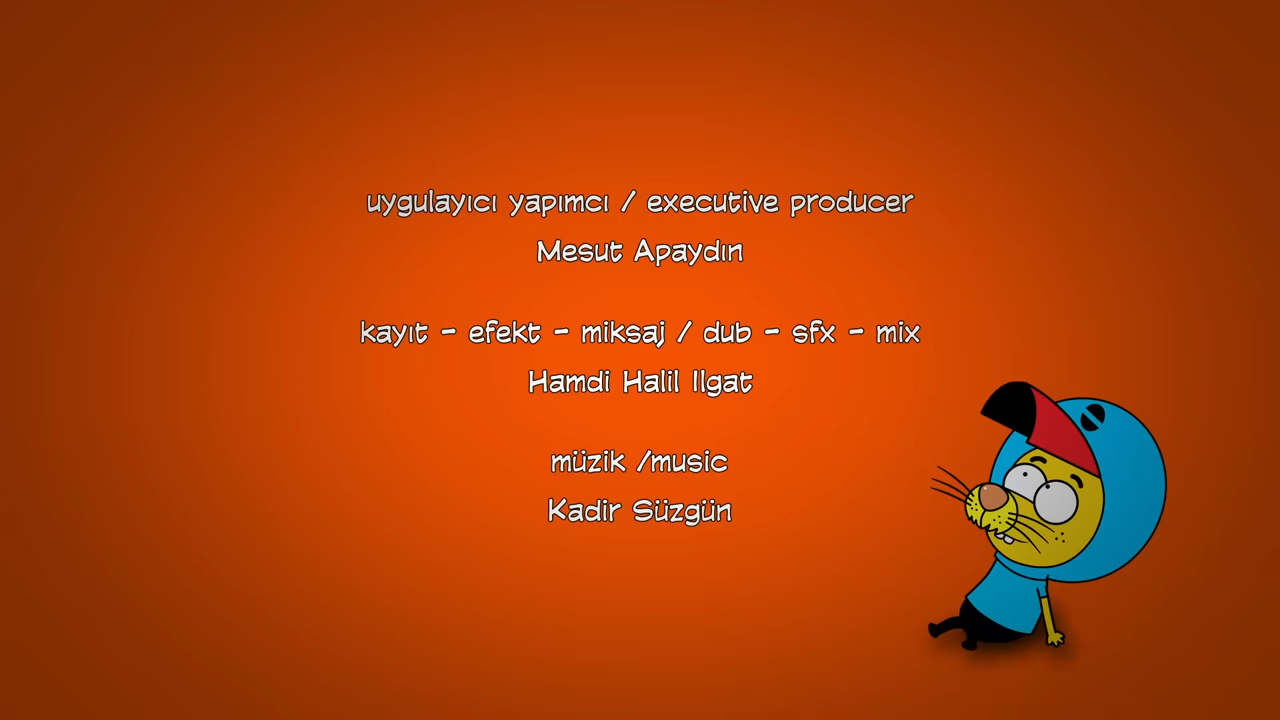 uygulayıcı yapımcı / executive producer
Mesut Apaydın
kayıt - efekt - miksaj / dub - sfx - mix
Hamdi Halil Ilgat
müzik /music
Kadir Süzgün